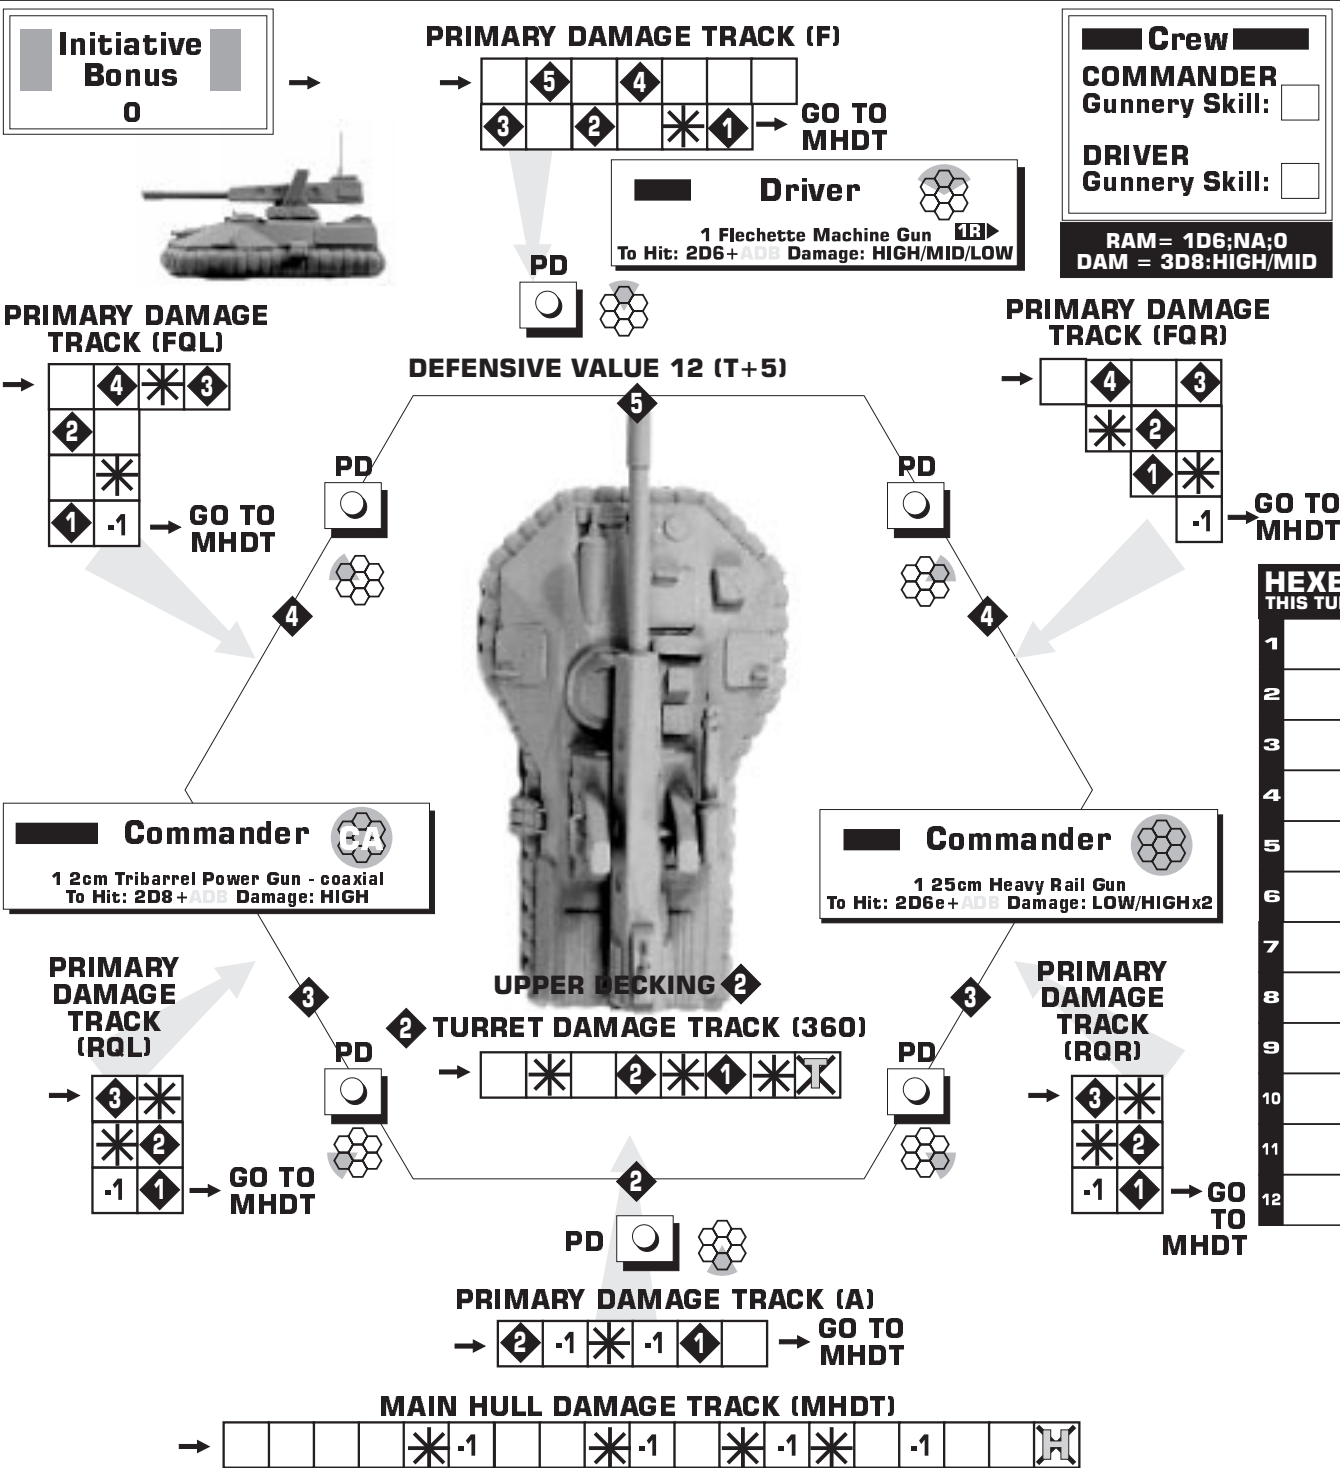 Initiative
Bonus
0
PRIMARY DAMAGE TRACK (F)
5 4
3 2 1
GO TO
MHDT
Crew
COMMANDER
Gunnery Skill:
DRIVER
Gunnery Skill:
RAM= 1D6;NA;0
DAM = 3D8:HIGH/MID
Driver
1 Flechette Machine Gun 1R
To Hit: 2D6+ADB Damage: HIGH/MID/LOW
PD
PRIMARY DAMAGE
TRACK (FQL)
4 3
2
1 -1
GO TO
MHDT
PRIMARY DAMAGE
TRACK (FQR)
4 3
2
1
-1
GO TO
MHDT
DEFENSIVE VALUE 12 (T+5)
5
PD
PD
4
4
HEXE
THIS TU
1
2
3
4
5
6
7
8
9
10
11
12
Commander CA
1 2cm Tribarrel Power Gun - coaxial
To Hit: 2D8+ADB Damage: HIGH
Commander
1 25cm Heavy Rail Gun
To Hit: 2D6e+ADB Damage: LOW/HIGHx2
PRIMARY
DAMAGE
TRACK
(RQL)
3
2
-1 1
GO TO
MHDT
3
3
UPPER DECKING 2
2 TURRET DAMAGE TRACK (360)
2 1 T
PD
PD
PRIMARY
DAMAGE
TRACK
(RQR)
3
2
-1 1
GO
TO
MHDT
2
PD
PRIMARY DAMAGE TRACK (A)
2 -1 -1 1
GO TO
MHDT
MAIN HULL DAMAGE TRACK (MHDT)
-1 -1 -1 -1 H